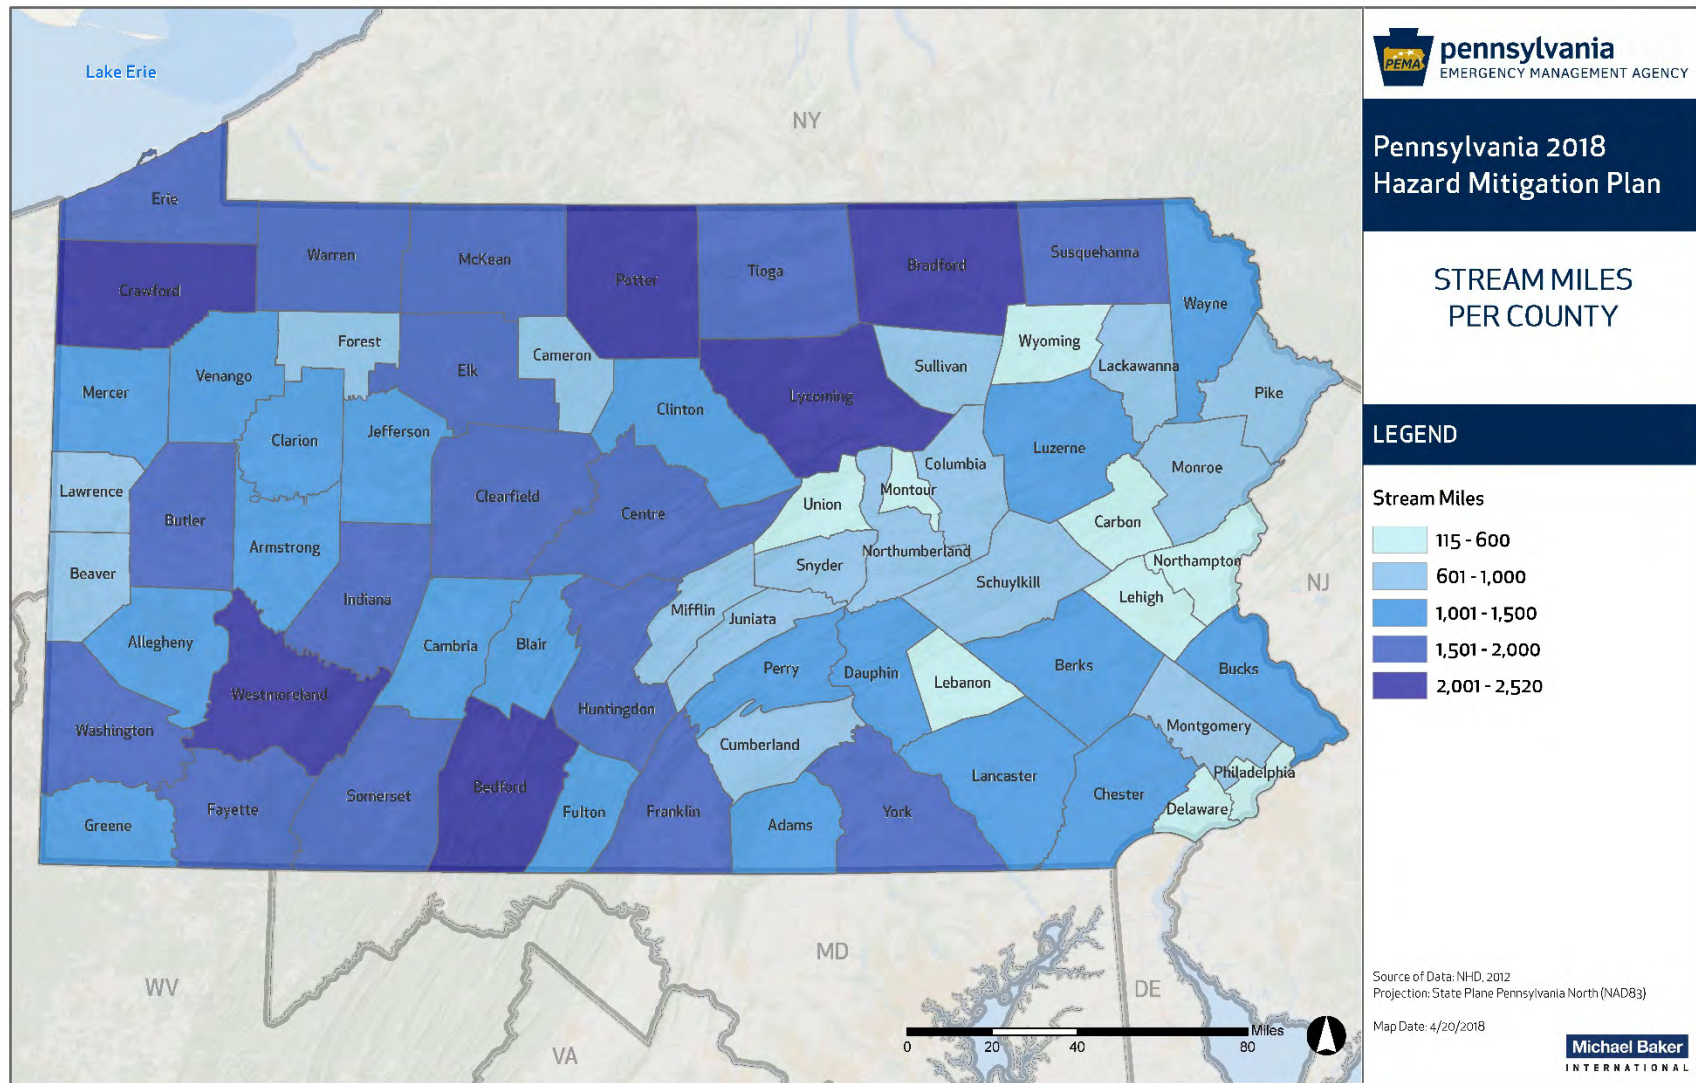 Lake Erie
NY
Erie
Warren
McKean
Potter
Tioga
Bradford
Susquehanna
Wayne
Crawford
Forest
Cameron
Elk
Sullivan
Wyoming
Lackawanna
Pike
Mercer
Venango
Clarion
Jefferson
Clinton
Lycoming
Columbia
Luzerne
Monroe
Lawrence
Butler
Armstrong
Clearfield
Centre
Union
Montour
Northumberland
Carbon
Northampton
Beaver
Indiana
Snyder
Mifflin
Juniata
Schuylkill
Lehigh
NJ
Allegheny
Westmoreland
Cambria
Blair
Huntingdon
Perry
Dauphin
Lebanon
Berks
Bucks
Washington
Cumberland
Montgomery
Philadelphia
Greene
Fayette
Somerset
Bedford
Fulton
Franklin
Adams
York
Lancaster
Chester
Delaware
WV
VA
MD
DE
Miles
0 20 40 80
PEMA
pennsylvania
EMERGENCY MANAGEMENT AGENCY
Pennsylvania 2018
Hazard Mitigation Plan
STREAM MILES
PER COUNTY
LEGEND
Stream Miles
115 - 600
601 - 1,000
1,001 - 1,500
1,501 - 2,000
2,001 - 2,520
Source of Data: NHD, 2012
Projection: State Plane Pennsylvania North (NAD83)
Map Date: 4/20/2018
Michael Baker
INTERNATIONAL